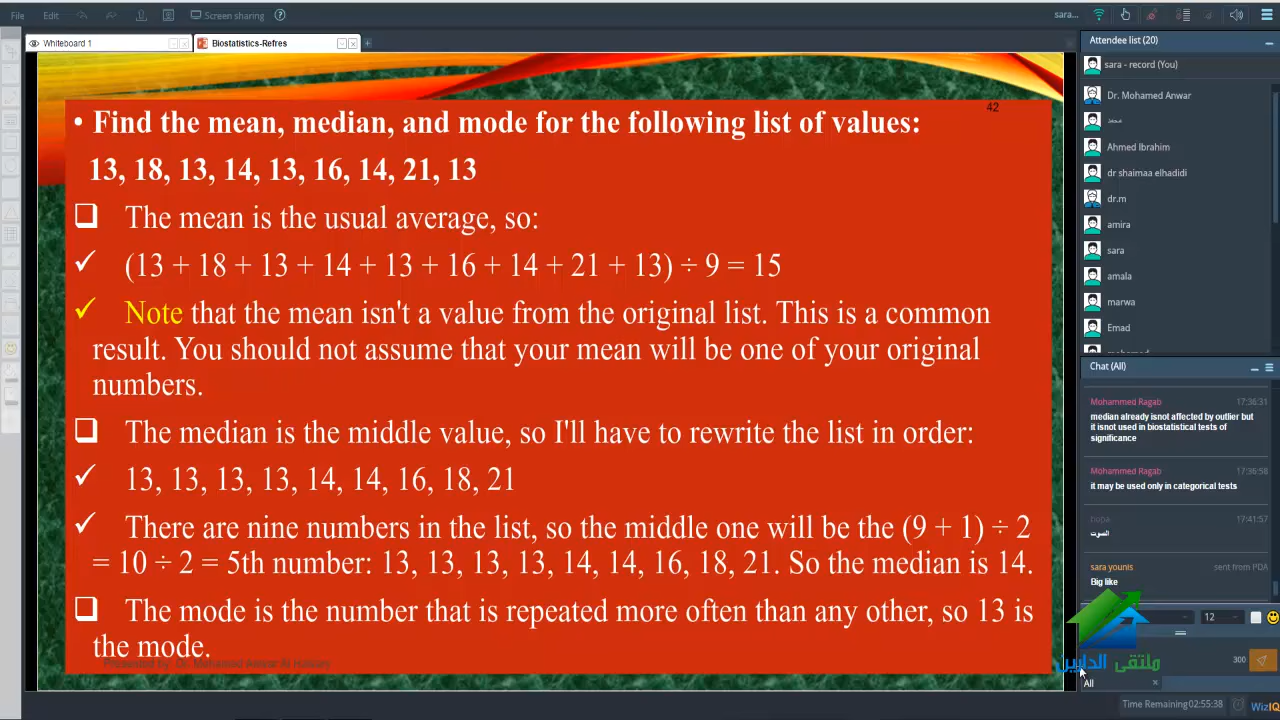 File Edit Screen sharing sara...
Whiteboard 1 Biostatistics-Refres
42
• Find the mean, median, and mode for the following list of values:
13, 18, 13, 14, 13, 16, 14, 21, 13
The mean is the usual average, so:
(13 + 18 + 13 + 14 + 13 + 16 + 14 + 21 + 13) ÷ 9 = 15
Note that the mean isn't a value from the original list. This is a common
result. You should not assume that your mean will be one of your original
numbers.
The median is the middle value, so I'll have to rewrite the list in order:
13, 13, 13, 13, 14, 14, 16, 18, 21
There are nine numbers in the list, so the middle one will be the (9 + 1) ÷ 2
= 10 ÷ 2 = 5th number: 13, 13, 13, 13, 14, 14, 16, 18, 21. So the median is 14.
The mode is the number that is repeated more often than any other, so 13 is
the mode.
Presented by: Dr. Mohamed Anwar Al Hassary
Attendee list (20)
sara - record (You)
Dr. Mohamed Anwar
محمد
Ahmed Ibrahim
dr shaimaa elhadidi
dr.m
amira
sara
amala
marwa
Emad
mohamed
Chat (All)
Mohammed Ragab 17:36:31
median already isnot affected by outlier but
it isnot used in biostatistical tests of
significance
Mohammed Ragab 17:36:58
it may be used only in categorical tests
17:41:57
الصوت
sara younis sent from PDA
Big like
12
ملتقى الدارسين
300
All
Time Remaining 02:55:38 WizIQ